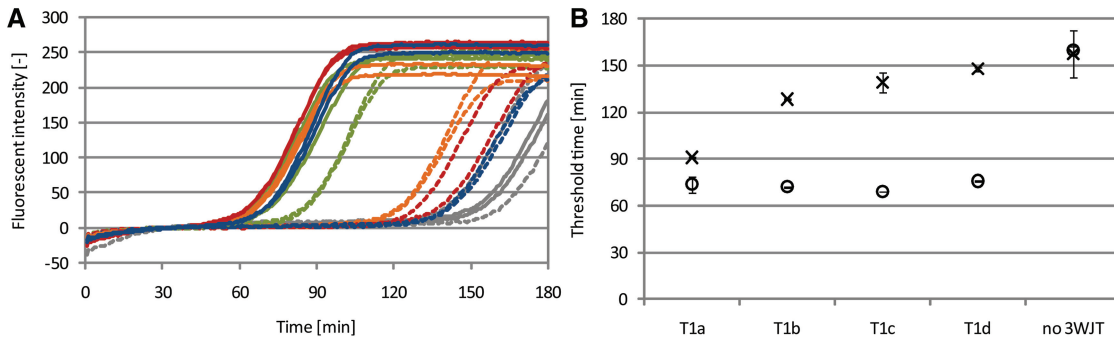 A
Fluorescent intensity [-]
300
250
200
150
100
50
0
-50
0 30 60 90 120 150 180
Time [min]
B
Threshold time [min]
180
150
120
90
60
30
0
T1a T1b T1c T1d no 3WJT